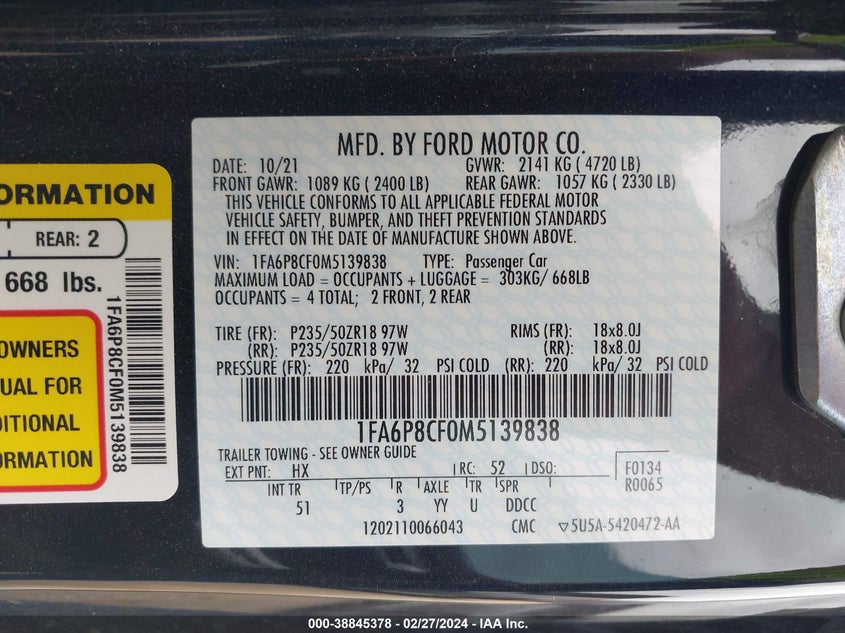 ORMATION
REAR: 2
668 lbs.
OWNERS
UAL FOR
DITIONAL
ORMATION
1FA6P8CF0M5139838
MFD. BY FORD MOTOR CO.
DATE: 10/21 GVWR: 2141 KG ( 4720 LB)
FRONT GAWR: 1089 KG ( 2400 LB) REAR GAWR: 1057 KG ( 2330 LB)
THIS VEHICLE CONFORMS TO ALL APPLICABLE FEDERAL MOTOR
VEHICLE SAFETY, BUMPER, AND THEFT PREVENTION STANDARDS
IN EFFECT ON THE DATE OF MANUFACTURE SHOWN ABOVE.
VIN: 1FA6P8CF0M5139838 TYPE: Passenger Car
MAXIMUM LOAD = OCCUPANTS + LUGGAGE = 303KG/ 668LB
OCCUPANTS = 4 TOTAL; 2 FRONT, 2 REAR
TIRE (FR): P235/50ZR18 97W RIMS (FR): 18x8.0J
(RR): P235/50ZR18 97W (RR): 18x8.0J
PRESSURE (FR): 220 kPa/ 32 PSI COLD (RR): 220 kPa/ 32 PSI COLD
1FA6P8CF0M5139838
TRAILER TOWING - SEE OWNER GUIDE
EXT PNT: HX RC: 52 DSO: F0134
R0065
INT TR TP/PS R AXLE TR SPR
51 3 YY U DDCC
1202110066043 CMC ▽5U5A-5420472-AA
000-38845378 - 02/27/2024 - IAA Inc.